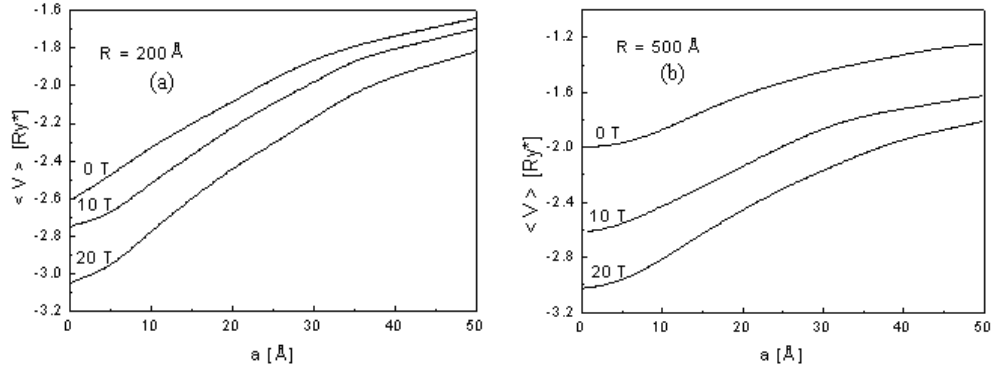 -1.6
-1.8
-2.0
-2.2
-2.4
-2.6
-2.8
-3.0
-3.2
< V > [Ry*]
R = 200 Å
(a)
0 T
10 T
20 T
0 10 20 30 40 50
a [Å]
-1.2
-1.6
-2.0
-2.4
-2.8
-3.2
< V > [Ry*]
R = 500 Å
(b)
0 T
10 T
20 T
0 10 20 30 40 50
a [Å]